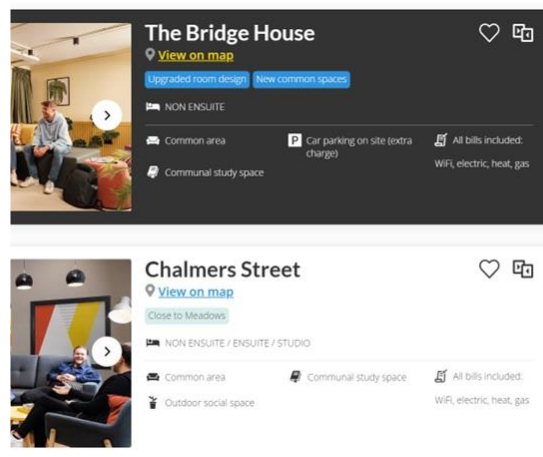 The Bridge House
View on map
Upgraded room design New common spaces
NON ENSUITE
Common area
Car parking on site (extra
charge)
All bills included:
WiFi, electric, heat, gas
Communal study space
Chalmers Street
View on map
Close to Meadows
NON ENSUITE / ENSUITE / STUDIO
Common area
Communal study space
All bills included:
WiFi, electric, heat, gas
Outdoor social space